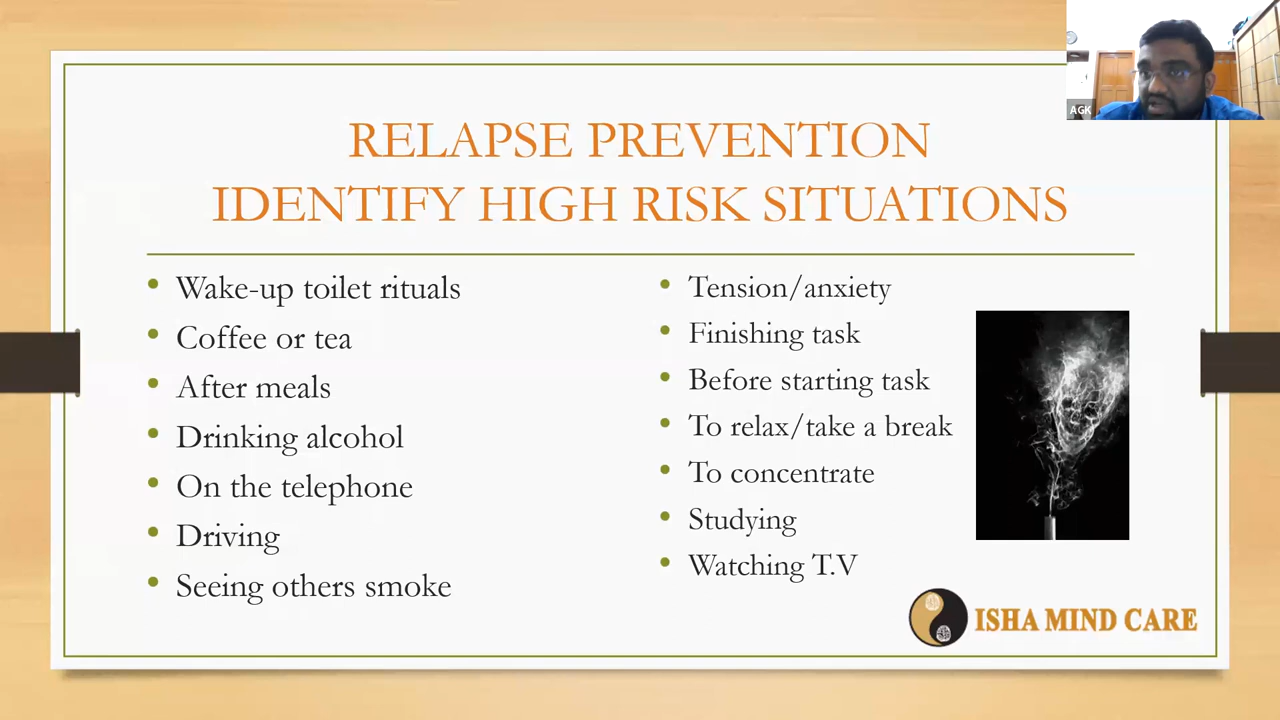 AGK
RELAPSE PREVENTION
IDENTIFY HIGH RISK SITUATIONS
• Wake-up toilet rituals
• Coffee or tea
• After meals
• Drinking alcohol
• On the telephone
• Driving
• Seeing others smoke
• Tension/anxiety
• Finishing task
• Before starting task
• To relax/take a break
• To concentrate
• Studying
• Watching T.V
ISHA MIND CARE